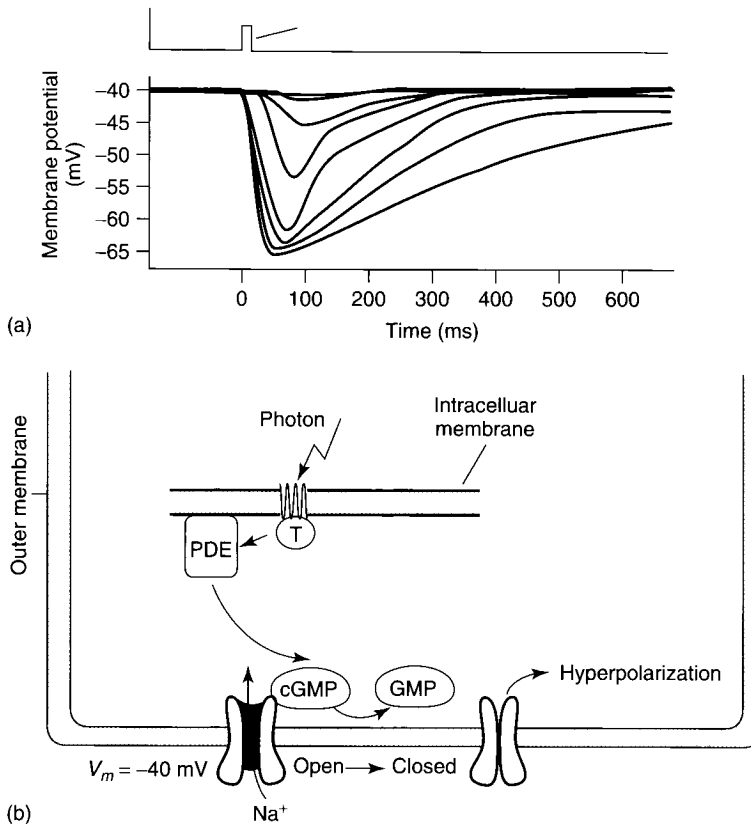 Membrane potential
(mV)
−40
−45
−50
−55
−60
−65
0 100 200 300 400 500 600
Time (ms)
(a)
Outer membrane
Photon
Intracelluar
membrane
T
PDE
cGMP
GMP
Hyperpolarization
Vm = −40 mV
Open Closed
Na+
(b)